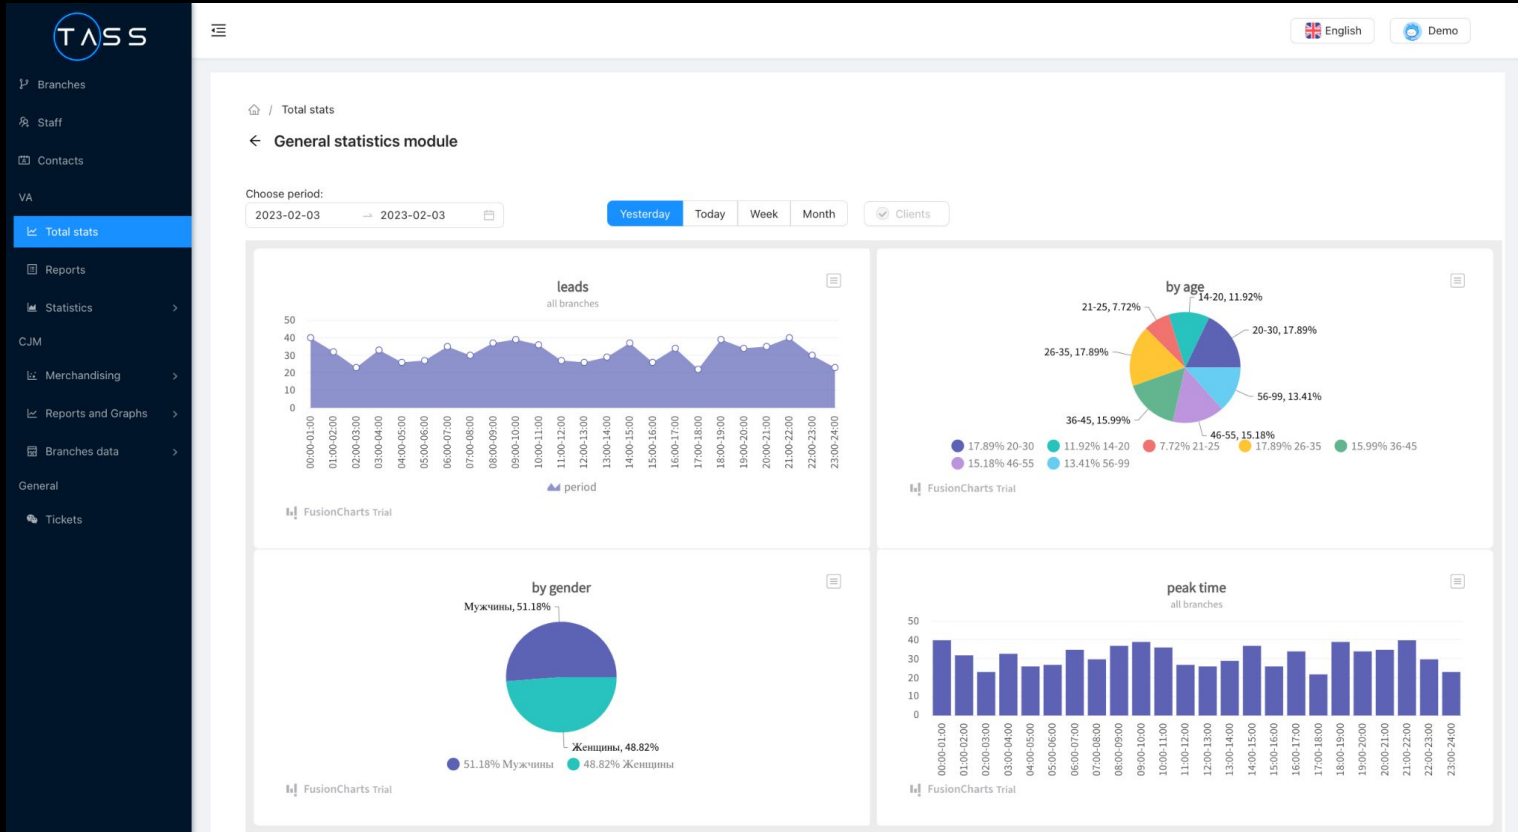 TASS
English
Demo
Branches
Staff
Contacts
VA
Total stats
Reports
Statistics
CJM
Merchandising
Reports and Graphs
Branches data
General
Tickets
/ Total stats
← General statistics module
Choose period:
2023-02-03 → 2023-02-03
Yesterday Today Week Month Clients
leads
all branches
50
40
30
20
10
0
00:00-01:00
01:00-02:00
02:00-03:00
03:00-04:00
04:00-05:00
05:00-06:00
06:00-07:00
07:00-08:00
08:00-09:00
09:00-10:00
10:00-11:00
11:00-12:00
12:00-13:00
13:00-14:00
14:00-15:00
15:00-16:00
16:00-17:00
17:00-18:00
18:00-19:00
19:00-20:00
20:00-21:00
21:00-22:00
22:00-23:00
23:00-24:00
period
FusionCharts Trial
by age
14-20, 11.92%
21-25, 7.72%
20-30, 17.89%
26-35, 17.89%
56-99, 13.41%
36-45, 15.99%
46-55, 15.18%
17.89% 20-30 11.92% 14-20 7.72% 21-25 17.89% 26-35 15.99% 36-45
15.18% 46-55 13.41% 56-99
FusionCharts Trial
by gender
Мужчины, 51.18%
Женщины, 48.82%
51.18% Мужчины 48.82% Женщины
FusionCharts Trial
peak time
all branches
50
40
30
20
10
0
00:00-01:00
01:00-02:00
02:00-03:00
03:00-04:00
04:00-05:00
05:00-06:00
06:00-07:00
07:00-08:00
08:00-09:00
09:00-10:00
10:00-11:00
11:00-12:00
12:00-13:00
13:00-14:00
14:00-15:00
15:00-16:00
16:00-17:00
17:00-18:00
18:00-19:00
19:00-20:00
20:00-21:00
21:00-22:00
22:00-23:00
23:00-24:00
FusionCharts Trial